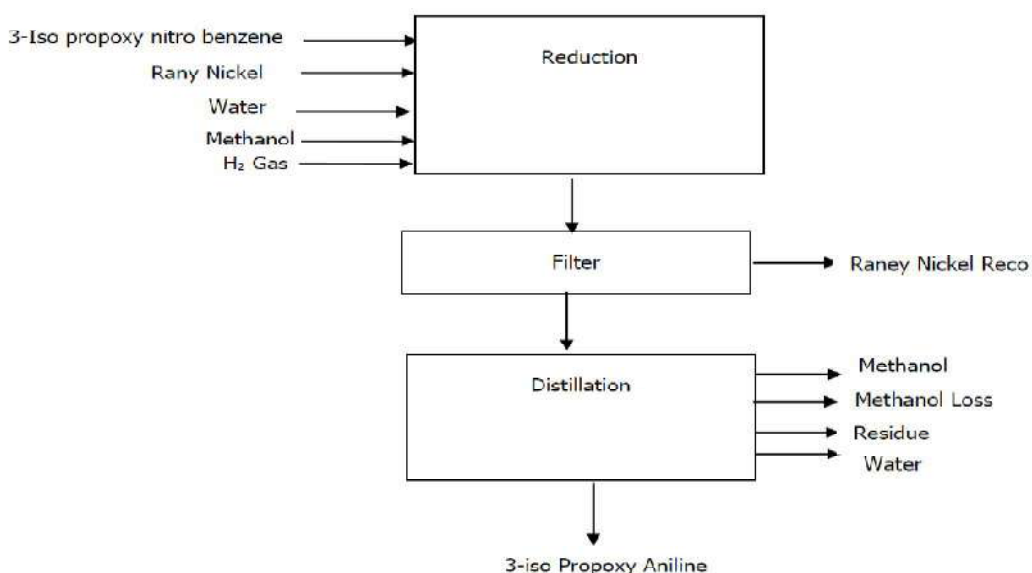 3-Iso propoxy nitro benzene
Reduction
Rany Nickel
Water
Methanol
H₂ Gas
Filter
Raney Nickel Reco
Distillation
Methanol
Methanol Loss
Residue
Water
3-iso Propoxy Aniline